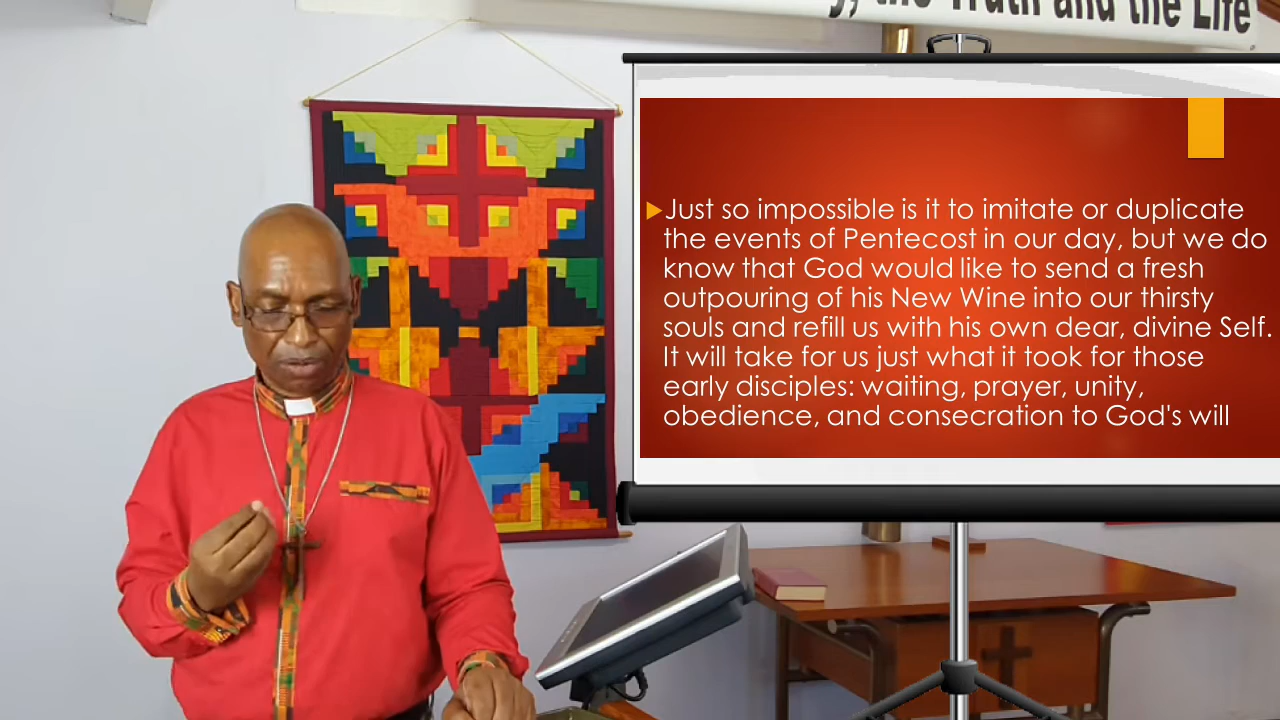 the Truth and the Life
Just so impossible is it to imitate or duplicate
the events of Pentecost in our day, but we do
know that God would like to send a fresh
outpouring of his New Wine into our thirsty
souls and refill us with his own dear, divine Self.
It will take for us just what it took for those
early disciples: waiting, prayer, unity,
obedience, and consecration to God's will